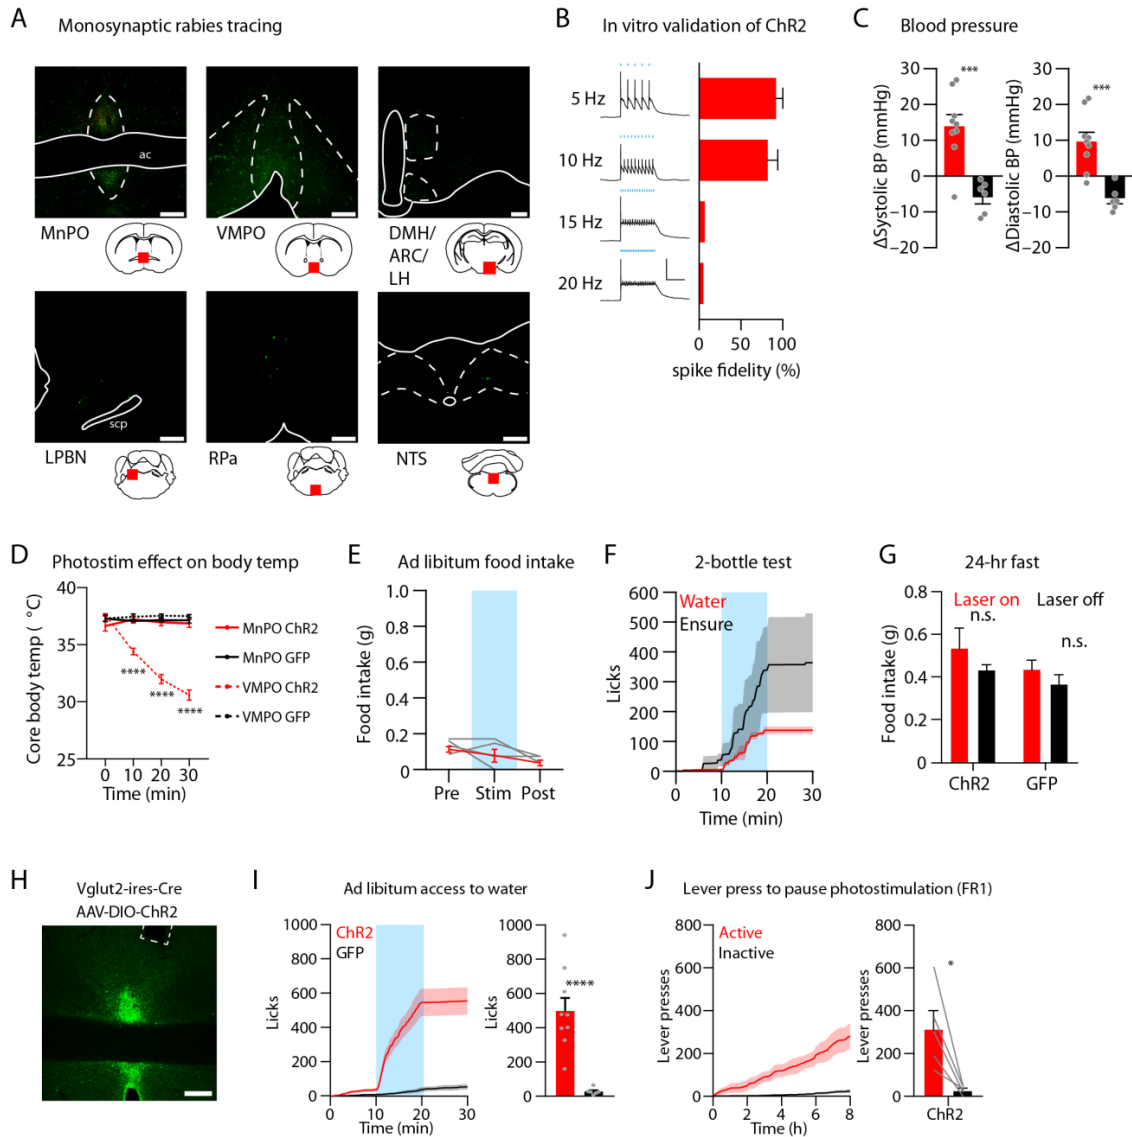 A Monosynaptic rabies tracing
ac
MnPO
VMPO
DMH/
ARC/
LH
scp
LPBN
RPa
NTS
B In vitro validation of ChR2
5 Hz
10 Hz
15 Hz
20 Hz
0 50 100
spike fidelity (%)
C Blood pressure
ΔSystolic BP (mmHg)
30
20
10
0
−10
−20
***
ΔDiastolic BP (mmHg)
30
20
10
0
−10
−20
***
D Photostim effect on body temp
Core body temp ( °C)
40
35
30
25
****
****
****
0 10 20 30
Time (min)
MnPO ChR2
MnPO GFP
VMPO ChR2
VMPO GFP
E Ad libitum food intake
Food intake (g)
1.0
0.8
0.6
0.4
0.2
0
Pre Stim Post
F 2-bottle test
Licks
600
500
400
300
200
100
0
Water
Ensure
0 10 20 30
Time (min)
G 24-hr fast
Food intake (g)
0.8
0.6
0.4
0.2
0
Laser on Laser off
n.s.
n.s.
ChR2 GFP
H Vglut2-ires-Cre
AAV-DIO-ChR2
I Ad libitum access to water
Licks
1000
800
600
400
200
0
ChR2
GFP
0 10 20 30
Time (min)
Licks
1000
800
600
400
200
0
****
J Lever press to pause photostimulation (FR1)
Lever presses
800
600
400
200
0
Active
Inactive
0 2 4 6 8
Time (h)
Lever presses
800
600
400
200
0
*
ChR2